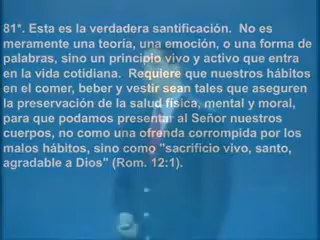 81*. Esta es la verdadera santificación.  No es
meramente una teoría, una emoción, o una forma de
palabras, sino un principio vivo y activo que entra
en la vida cotidiana.  Requiere que nuestros hábitos
en el comer, beber y vestir sean tales que aseguren
la preservación de la salud física, mental y moral,
para que podamos presentar al Señor nuestros
cuerpos, no como una ofrenda corrompida por los
malos hábitos, sino como "sacrificio vivo, santo,
agradable a Dios" (Rom. 12:1).